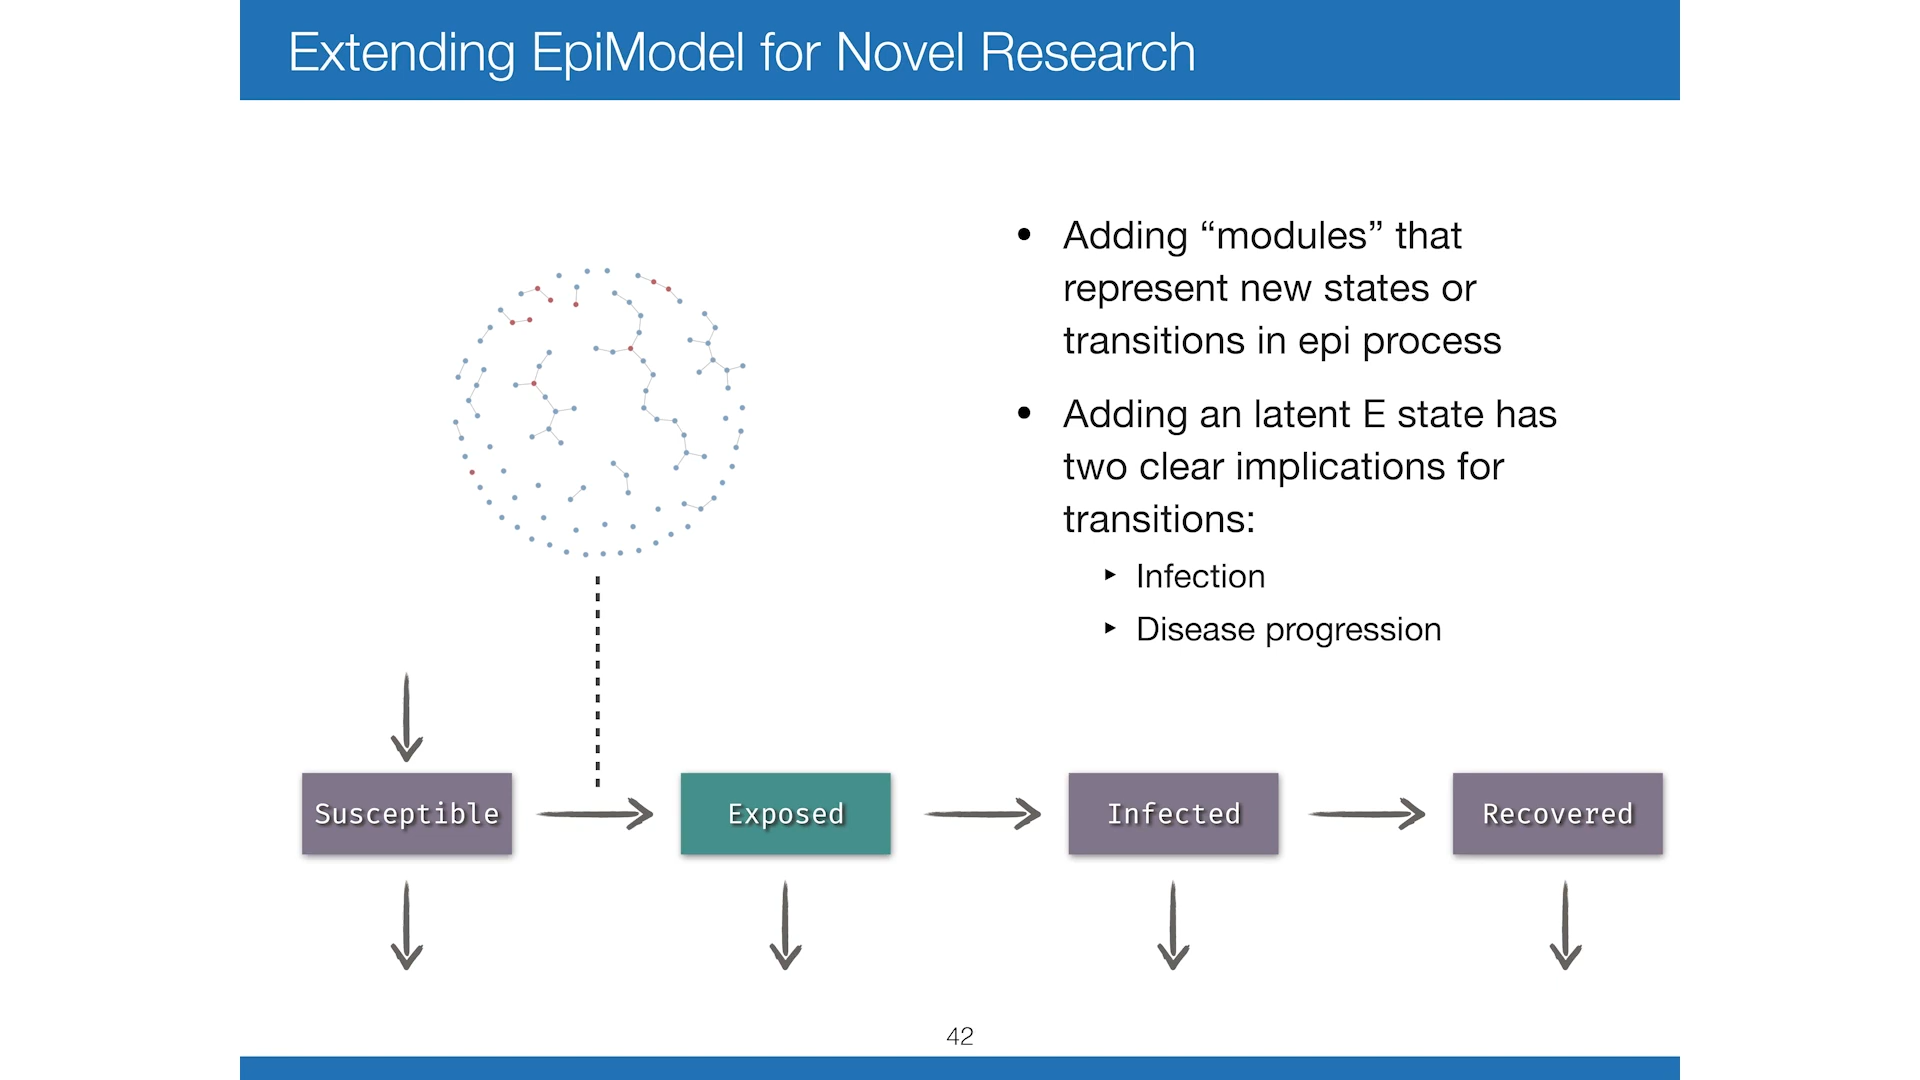 Extending EpiModel for Novel Research
• Adding “modules” that
represent new states or
transitions in epi process
• Adding an latent E state has
two clear implications for
transitions:
‣ Infection
‣ Disease progression
Susceptible
Exposed
Infected
Recovered
42